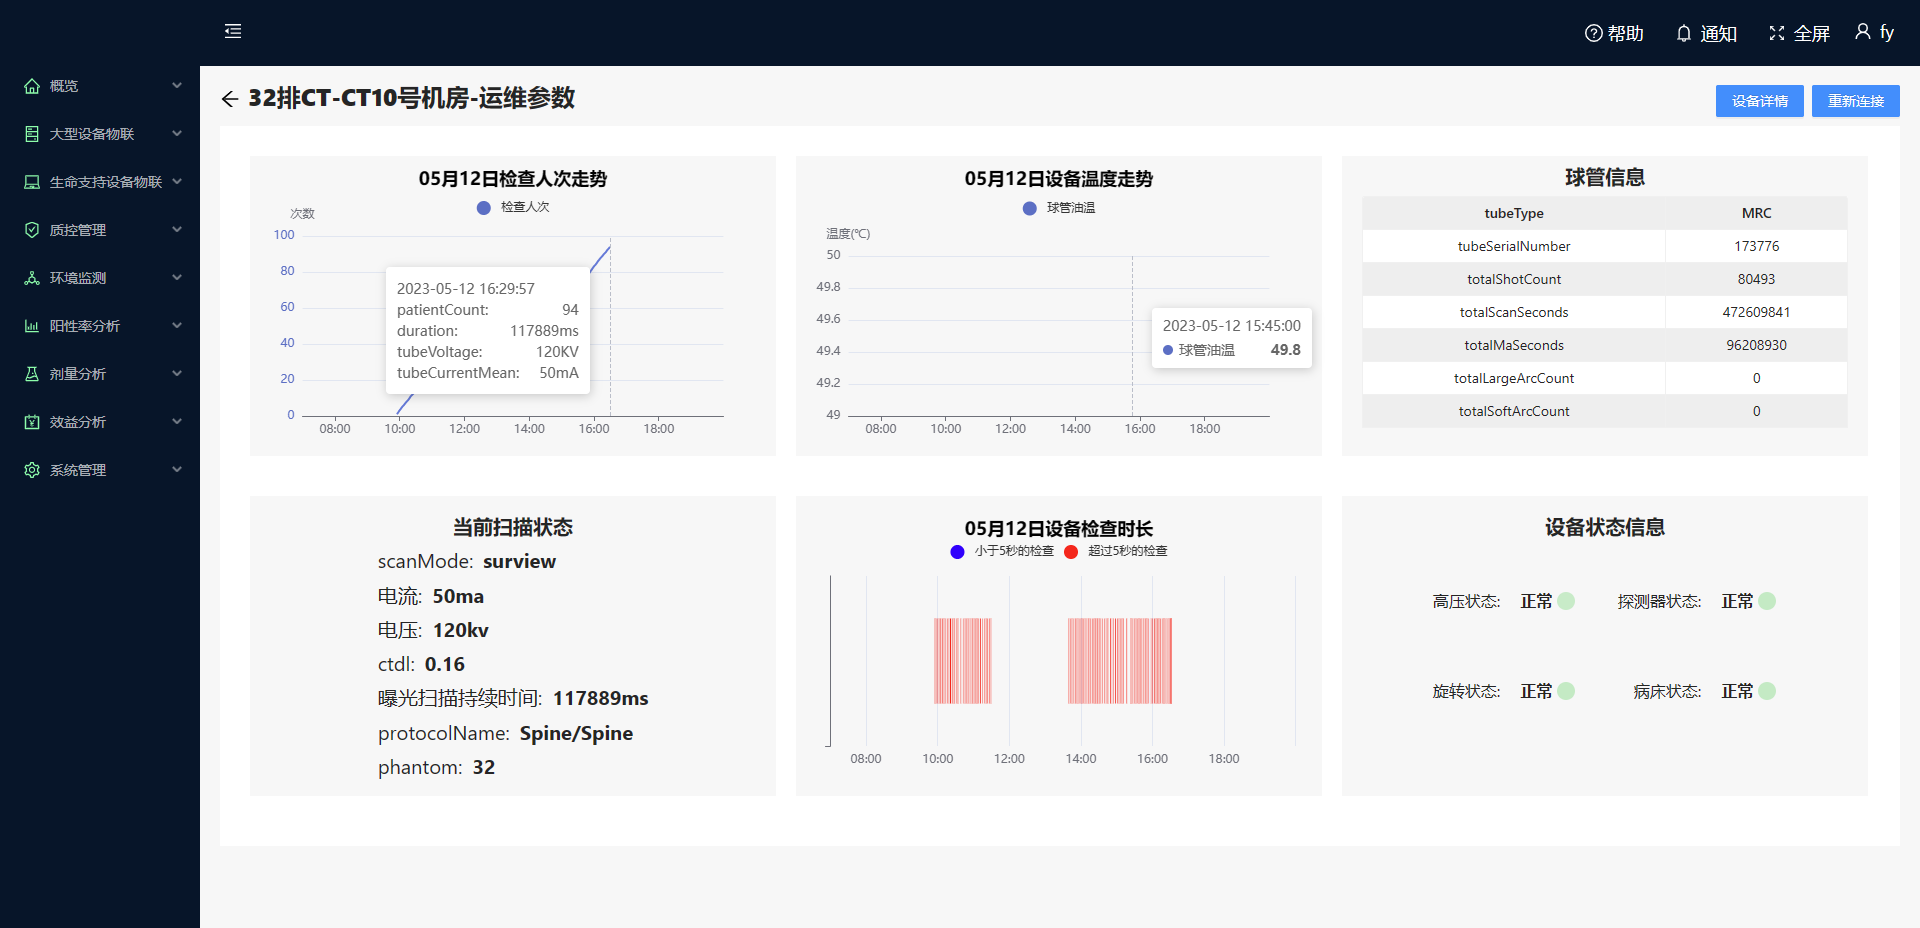 帮助
通知
全屏
fy
概览
大型设备物联
生命支持设备物联
质控管理
环境监测
阳性率分析
剂量分析
效益分析
系统管理
32排CT-CT10号机房-运维参数
设备详情
重新连接
05月12日检查人次走势
检查人次
次数
100
80
60
40
20
0
08:00 10:00 12:00 14:00 16:00 18:00
2023-05-12 16:29:57
patientCount: 94
duration: 117889ms
tubeVoltage: 120KV
tubeCurrentMean: 50mA
05月12日设备温度走势
球管油温
温度(℃)
50
49.8
49.6
49.4
49.2
49
08:00 10:00 12:00 14:00 16:00 18:00
2023-05-12 15:45:00
球管油温 49.8
球管信息
tubeType MRC
tubeSerialNumber 173776
totalShotCount 80493
totalScanSeconds 472609841
totalMaSeconds 96208930
totalLargeArcCount 0
totalSoftArcCount 0
当前扫描状态
scanMode: surview
电流: 50ma
电压: 120kv
ctdl: 0.16
曝光扫描持续时间: 117889ms
protocolName: Spine/Spine
phantom: 32
05月12日设备检查时长
小于5秒的检查 超过5秒的检查
08:00 10:00 12:00 14:00 16:00 18:00
设备状态信息
高压状态: 正常 探测器状态: 正常
旋转状态: 正常 病床状态: 正常